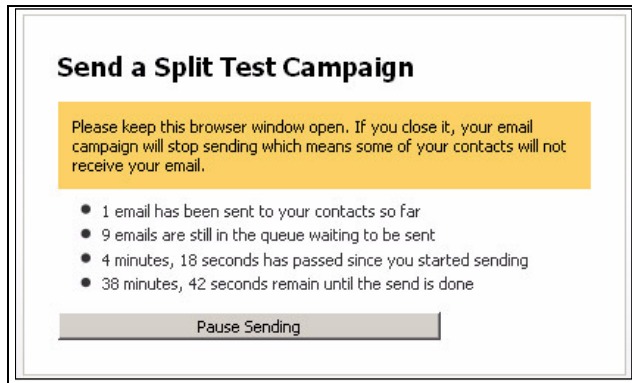 Send a Split Test Campaign
Please keep this browser window open. If you close it, your email
campaign will stop sending which means some of your contacts will not
receive your email.
1 email has been sent to your contacts so far
9 emails are still in the queue waiting to be sent
4 minutes, 18 seconds has passed since you started sending
38 minutes, 42 seconds remain until the send is done
Pause Sending